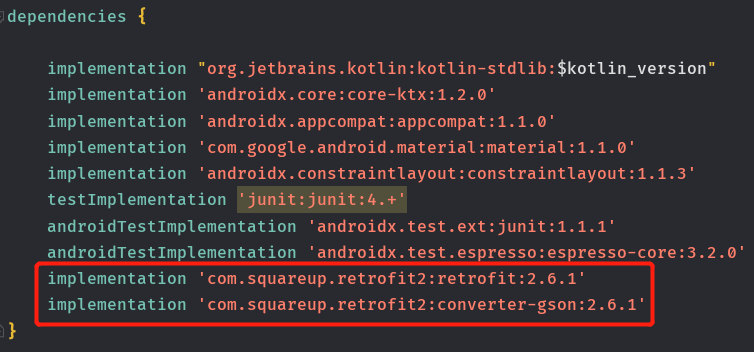 dependencies {
implementation "org.jetbrains.kotlin:kotlin-stdlib:$kotlin_version"
implementation 'androidx.core:core-ktx:1.2.0'
implementation 'androidx.appcompat:appcompat:1.1.0'
implementation 'com.google.android.material:material:1.1.0'
implementation 'androidx.constraintlayout:constraintlayout:1.1.3'
testImplementation 'junit:junit:4.+'
androidTestImplementation 'androidx.test.ext:junit:1.1.1'
androidTestImplementation 'androidx.test.espresso:espresso-core:3.2.0'
implementation 'com.squareup.retrofit2:retrofit:2.6.1'
implementation 'com.squareup.retrofit2:converter-gson:2.6.1'
}